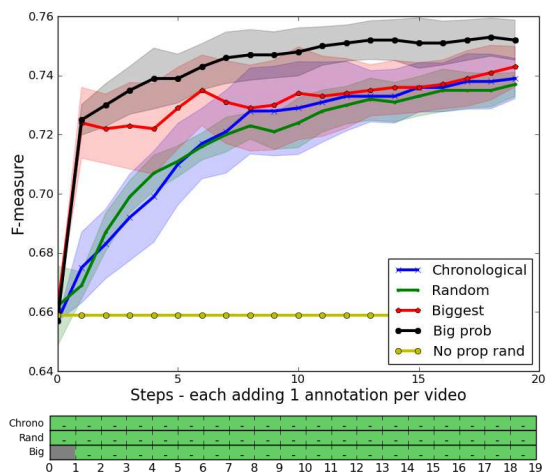 0.76
0.74
0.72
0.70
0.68
0.66
0.64
F-measure
Chronological
Random
Biggest
Big prob
No prop rand
0 5 10 15 20
Steps - each adding 1 annotation per video
Chrono - - - - - - - - - - - - - - - - - - -
Rand - - - - - - - - - - - - - - - - - - -
Big - - - - - - - - - - - - - - - - - -
0 1 2 3 4 5 6 7 8 9 10 11 12 13 14 15 16 17 18 19